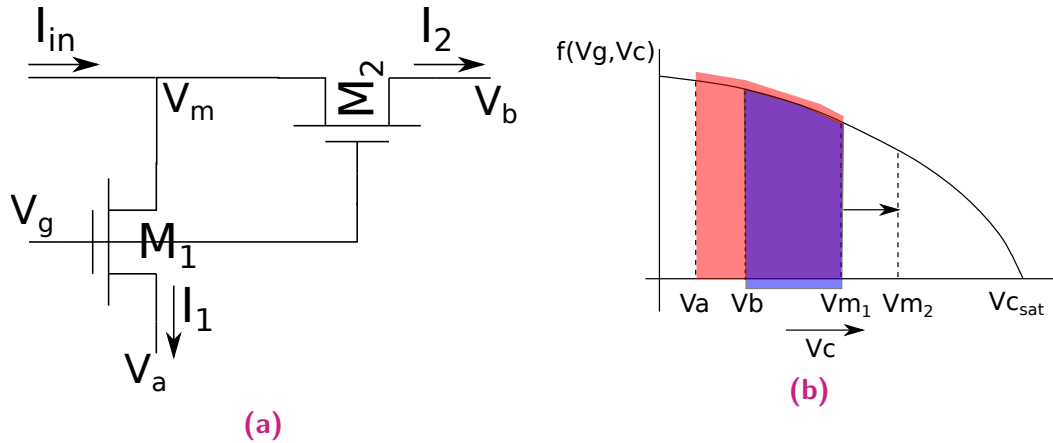 I_in
I_2
M_2
V_m
V_b
V_g
M_1
I_1
V_a
(a)
f(Vg,Vc)
Va
Vb
Vm_1
Vm_2
Vc_sat
Vc
(b)